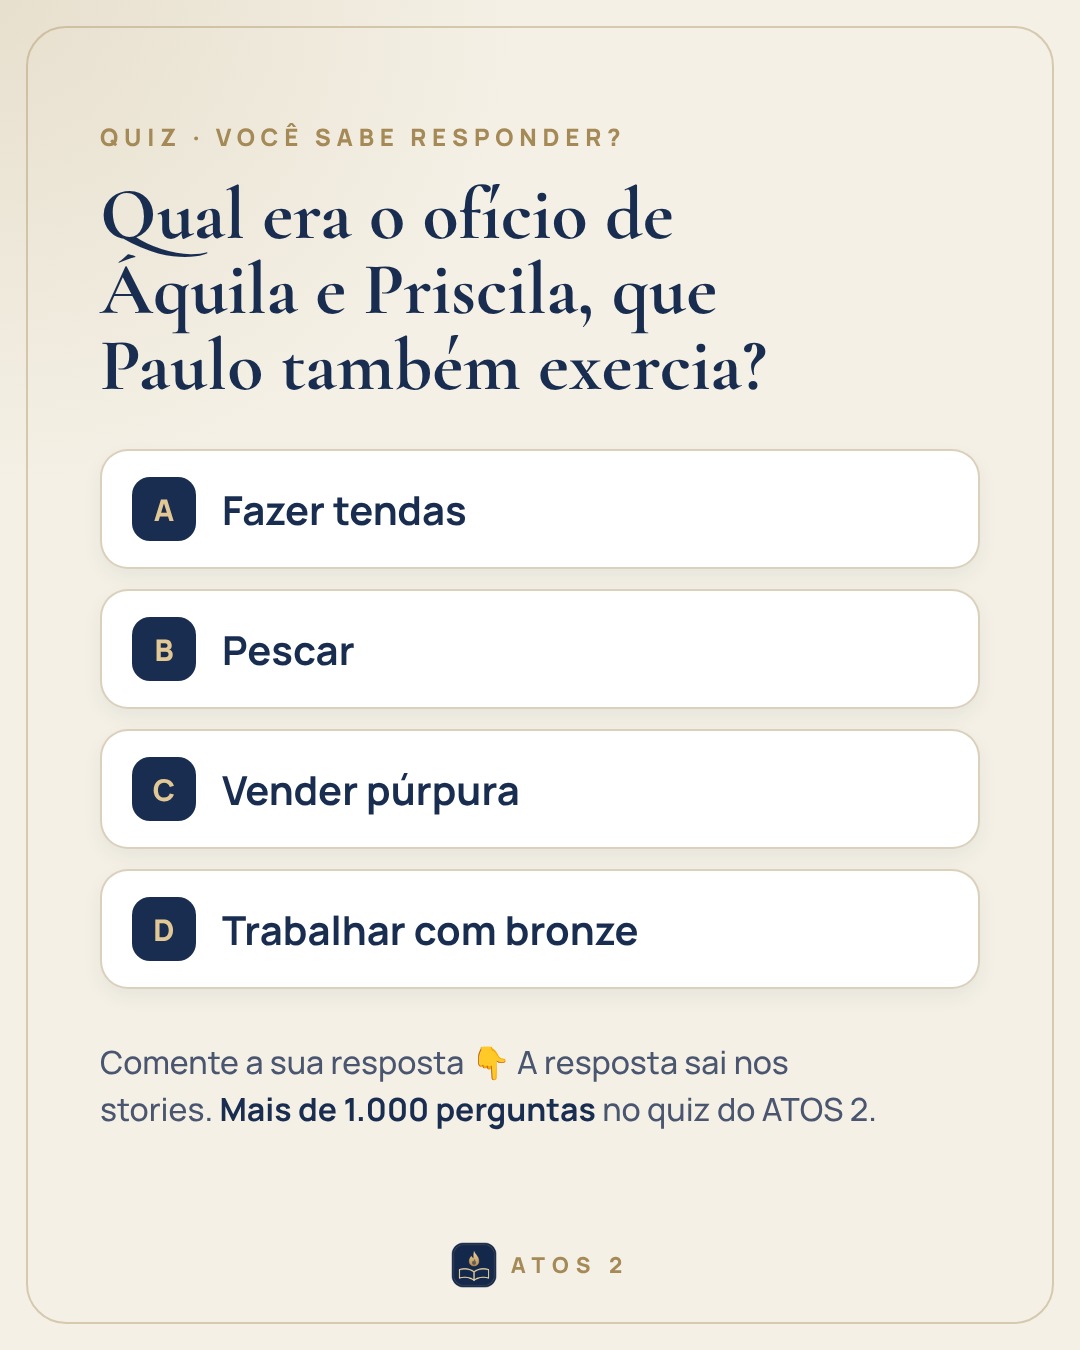 QUIZ · VOCÊ SABE RESPONDER?
Qual era o ofício de
Áquila e Priscila, que
Paulo também exercia?
A Fazer tendas
B Pescar
C Vender púrpura
D Trabalhar com bronze
Comente a sua resposta 👇 A resposta sai nos
stories. Mais de 1.000 perguntas no quiz do ATOS 2.
ATOS 2